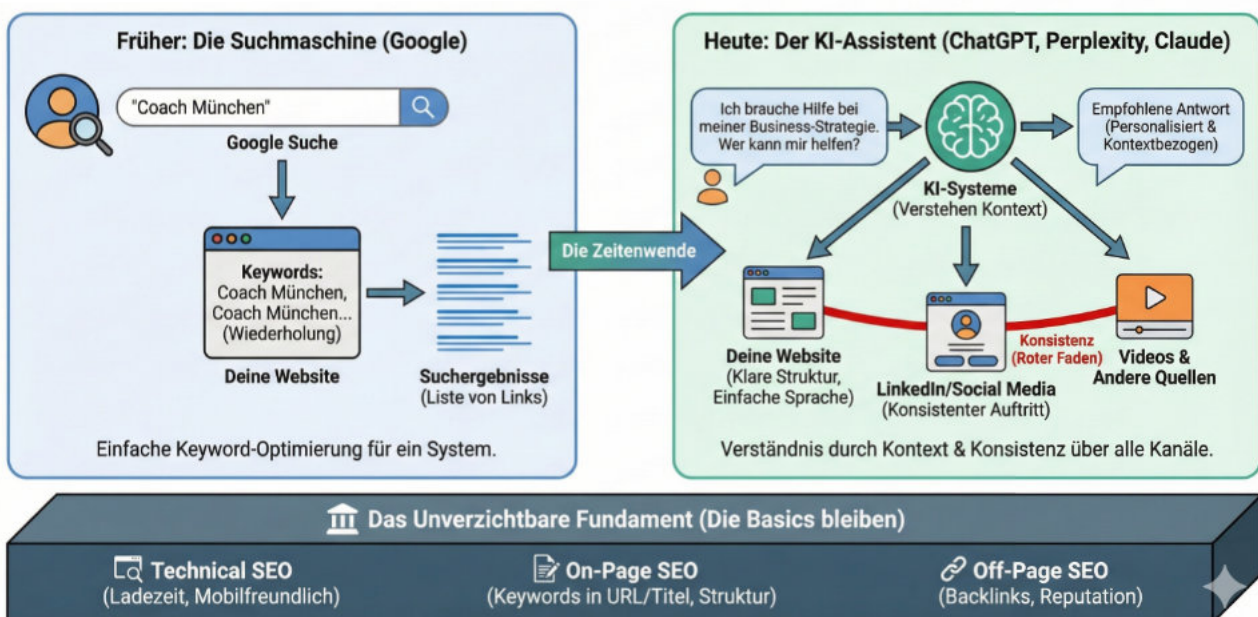 Früher: Die Suchmaschine (Google)
"Coach München"
Google Suche
Keywords:
Coach München,
Coach München...
(Wiederholung)
Deine Website
Suchergebnisse
(Liste von Links)
Einfache Keyword-Optimierung für ein System.
Die Zeitenwende
Heute: Der KI-Assistent (ChatGPT, Perplexity, Claude)
Ich brauche Hilfe bei
meiner Business-Strategie.
Wer kann mir helfen?
KI-Systeme
(Verstehen Kontext)
Empfohlene Antwort
(Personalisiert &
Kontextbezogen)
Deine Website
(Klare Struktur,
Einfache Sprache)
LinkedIn/Social Media
(Konsistenter Auftritt)
Konsistenz
(Roter Faden)
Videos &
Andere Quellen
Verständnis durch Kontext & Konsistenz über alle Kanäle.
Das Unverzichtbare Fundament (Die Basics bleiben)
Technical SEO
(Ladezeit, Mobilfreundlich)
On-Page SEO
(Keywords in URL/Titel, Struktur)
Off-Page SEO
(Backlinks, Reputation)